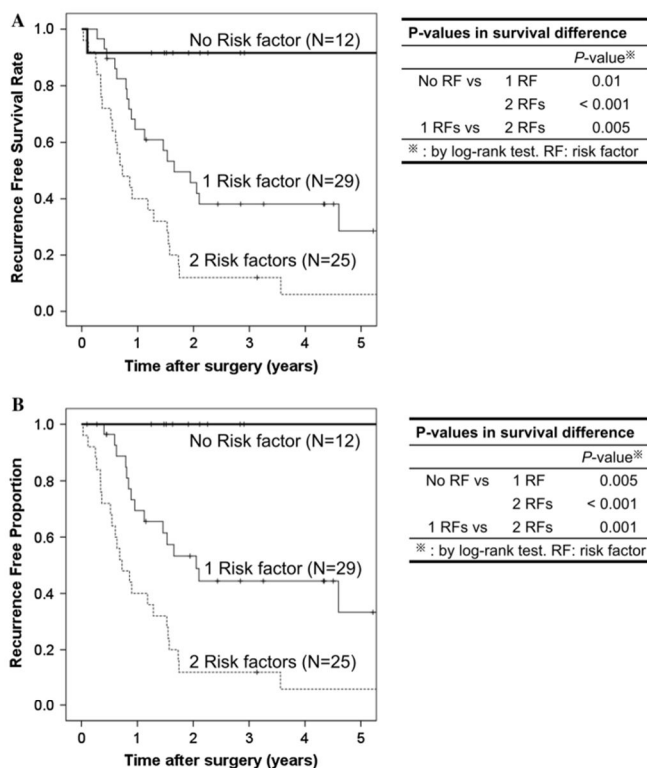 A
1.0
0.8
0.6
0.4
0.2
0.0
Recurrence Free Survival Rate
No Risk factor (N=12)
1 Risk factor (N=29)
2 Risk factors (N=25)
0 1 2 3 4 5
Time after surgery (years)
P-values in survival difference
P-value※
No RF vs 1 RF 0.01
2 RFs < 0.001
1 RFs vs 2 RFs 0.005
※ : by log-rank test. RF: risk factor
B
1.0
0.8
0.6
0.4
0.2
0.0
Recurrence Free Proportion
No Risk factor (N=12)
1 Risk factor (N=29)
2 Risk factors (N=25)
0 1 2 3 4 5
Time after surgery (years)
P-values in survival difference
P-value※
No RF vs 1 RF 0.005
2 RFs < 0.001
1 RFs vs 2 RFs 0.001
※ : by log-rank test. RF: risk factor